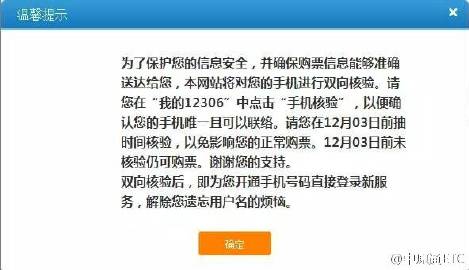 温馨提示
为了保护您的信息安全，并确保购票信息能够准确
送达给您，本网站将对您的手机进行双向核验。请
您在“我的12306”中点击“手机核验”，以便确
认您的手机唯一且可以联络。请您在12月03日前抽
时间核验，以免影响您的正常购票。12月03日前未
核验仍可购票。谢谢您的支持。
双向核验后，即为您开通手机号码直接登录新服
务，解除您遗忘用户名的烦恼。
确定